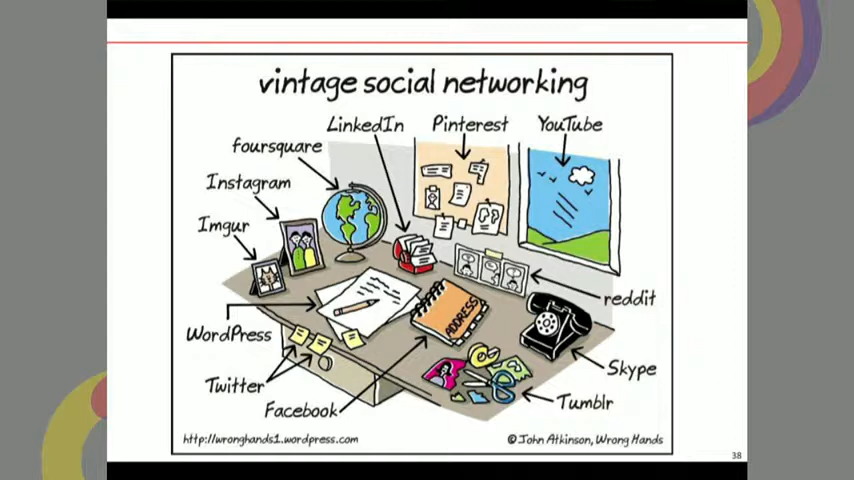 vintage social networking
LinkedIn
Pinterest
YouTube
foursquare
Instagram
Imgur
reddit
ADDRESS
WordPress
Twitter
Skype
Facebook
Tumblr
http://wronghands1.wordpress.com
© John Atkinson, Wrong Hands
38